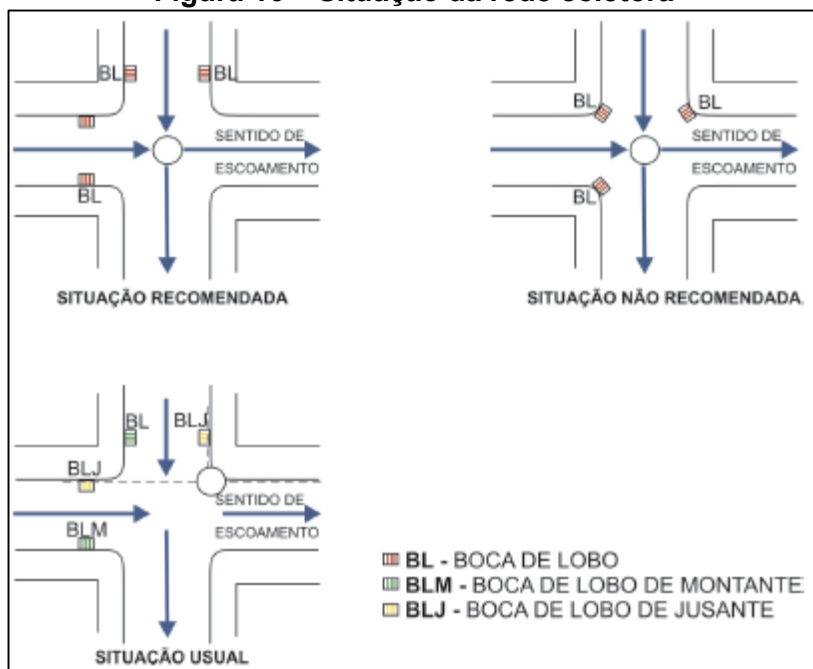 Figura 10 - Situação da rede coletora
BL
BL
SENTIDO DE
ESCOAMENTO
BL
SITUAÇÃO RECOMENDADA
BL
BL
SENTIDO DE
ESCOAMENTO
BL
SITUAÇÃO NÃO RECOMENDADA.
BL
BLJ
BLJ
SENTIDO DE
BLM
ESCOAMENTO
SITUAÇÃO USUAL
BL - BOCA DE LOBO
BLM - BOCA DE LOBO DE MONTANTE
BLJ - BOCA DE LOBO DE JUSANTE